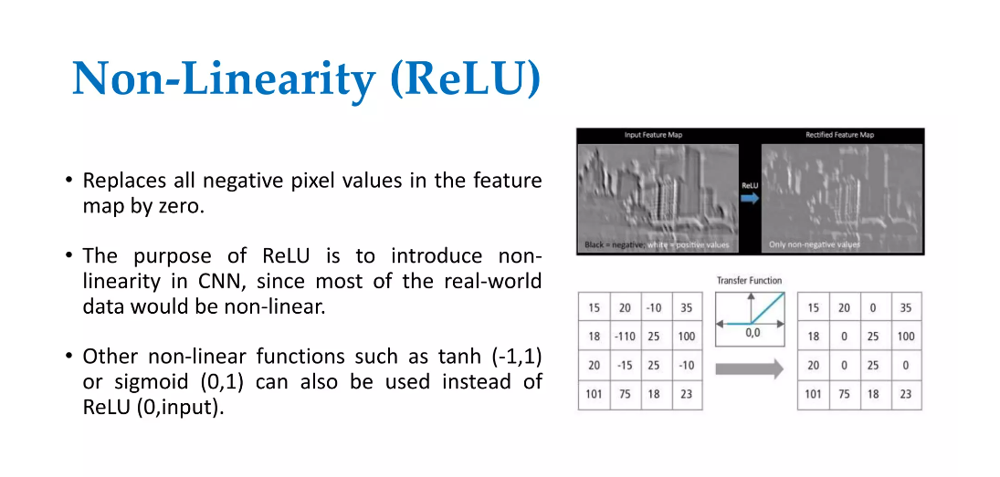 Non-Linearity (ReLU)
• Replaces all negative pixel values in the feature
map by zero.
• The purpose of ReLU is to introduce non-
linearity in CNN, since most of the real-world
data would be non-linear.
• Other non-linear functions such as tanh (-1,1)
or sigmoid (0,1) can also be used instead of
ReLU (0,input).
Input Feature Map
Rectified Feature Map
ReLU
Black = negative; white = positive values
Only non-negative values
Transfer Function
0,0
15 20 -10 35
18 -110 25 100
20 -15 25 -10
101 75 18 23
15 20 0 35
18 0 25 100
20 0 25 0
101 75 18 23